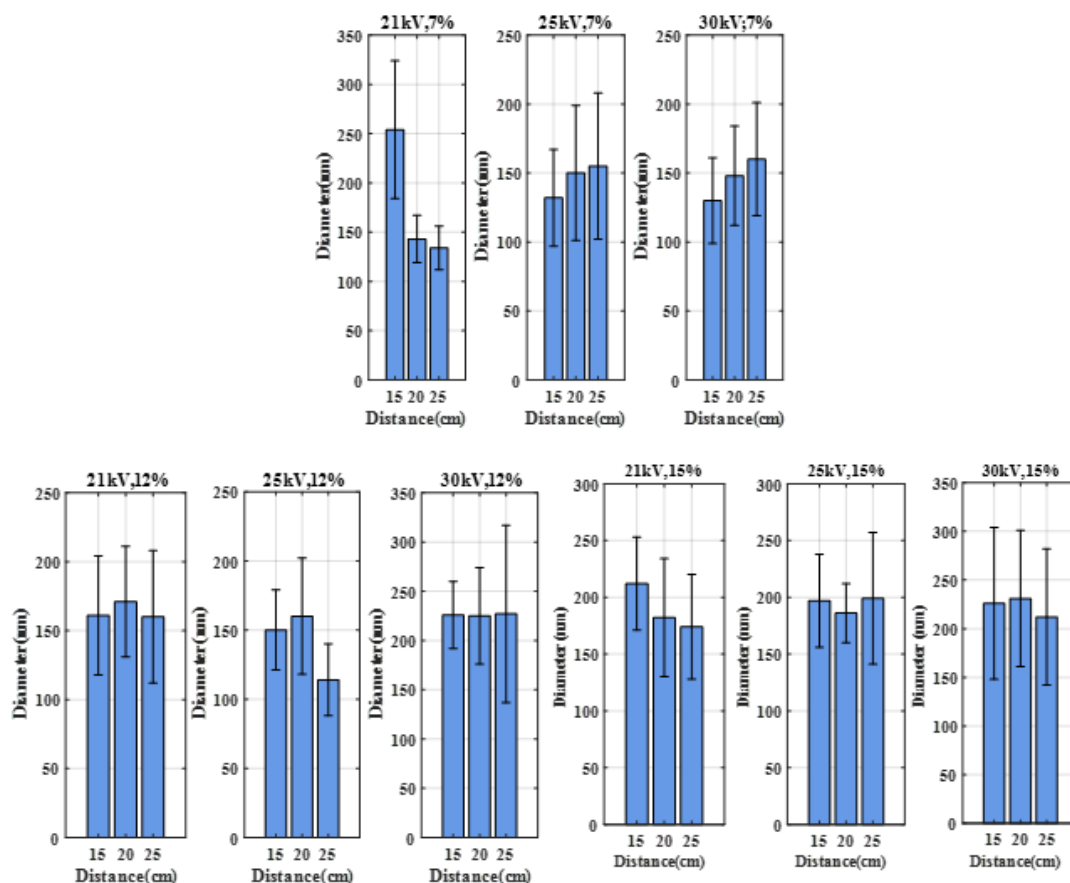 21kV,7%
350
300
250
200
150
100
50
0
Diameter(nm)
15 20 25
Distance(cm)
25kV,7%
250
200
150
100
50
0
Diameter(nm)
15 20 25
Distance(cm)
30kV;7%
250
200
150
100
50
0
Diameter(nm)
15 20 25
Distance(cm)
21kV,12%
250
200
150
100
50
0
Diameter(nm)
15 20 25
Distance(cm)
25kV,12%
250
200
150
100
50
0
Diameter(nm)
15 20 25
Distance(cm)
30kV,12%
350
300
250
200
150
100
50
0
Diameter(nm)
15 20 25
Distance(cm)
21kV,15%
300
250
200
150
100
50
0
Diameter (nm)
15 20 25
Distance(cm)
25kV,15%
300
250
200
150
100
50
0
Diameter (nm)
15 20 25
Distance(cm)
30kV,15%
350
300
250
200
150
100
50
0
Diameter (nm)
15 20 25
Distance(cm)